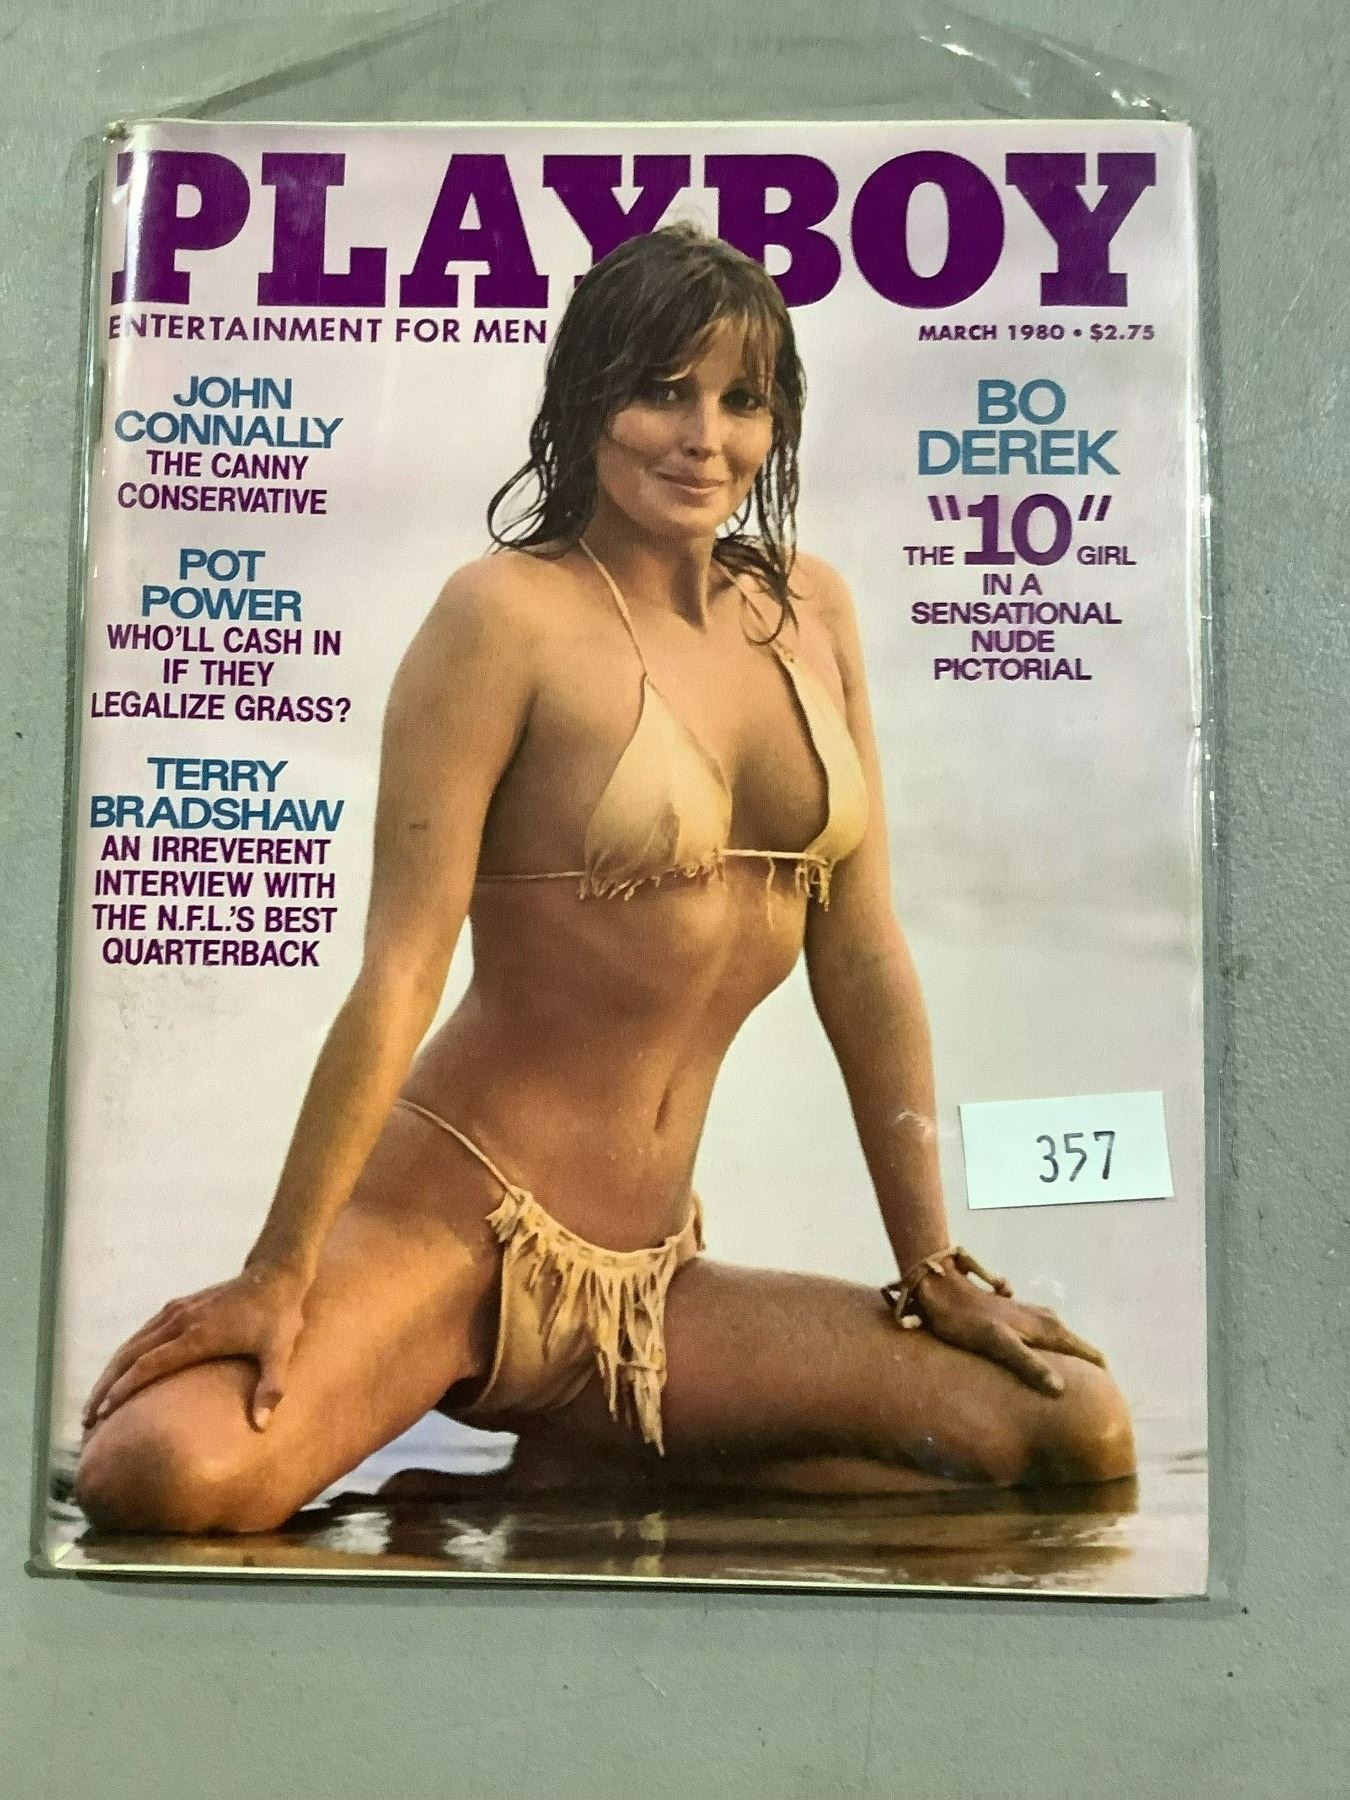 PLAYBOY
ENTERTAINMENT FOR MEN
MARCH 1980 • $2.75
JOHN
CONNALLY
THE CANNY
CONSERVATIVE
POT
POWER
WHO'LL CASH IN
IF THEY
LEGALIZE GRASS?
TERRY
BRADSHAW
AN IRREVERENT
INTERVIEW WITH
THE N.F.L.'S BEST
QUARTERBACK
BO
DEREK
THE "10" GIRL
IN A
SENSATIONAL
NUDE
PICTORIAL
357